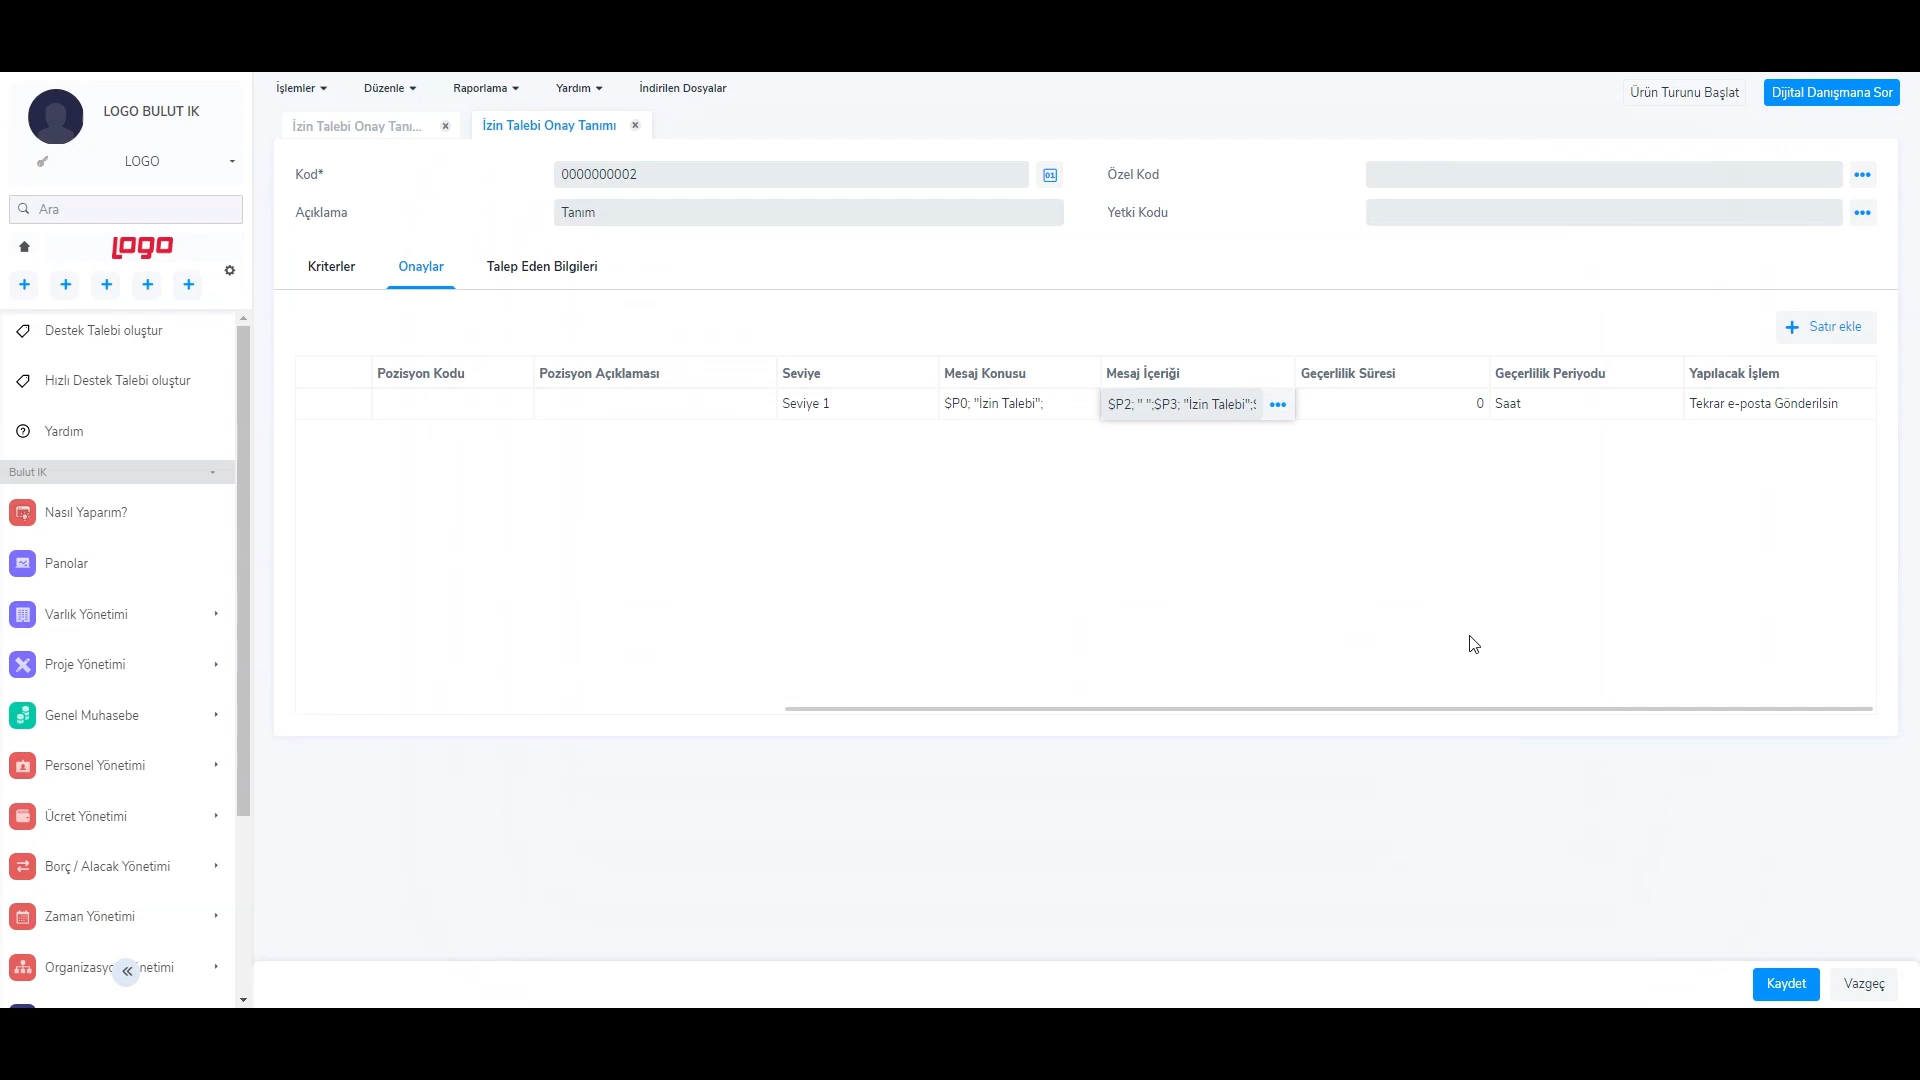 İşlemler Düzenle Raporlama Yardım İndirilen Dosyalar
Ürün Turunu Başlat Dijital Danışmana Sor
LOGO BULUT IK
LOGO
Ara
logo
Destek Talebi oluştur
Hızlı Destek Talebi oluştur
Yardım
Bulut IK
Nasıl Yaparım?
Panolar
Varlık Yönetimi
Proje Yönetimi
Genel Muhasebe
Personel Yönetimi
Ücret Yönetimi
Borç / Alacak Yönetimi
Zaman Yönetimi
İzin Talebi Onay Tanı... İzin Talebi Onay Tanımı
Kod* 0000000002 Özel Kod
Açıklama Tanım Yetki Kodu
Kriterler Onaylar Talep Eden Bilgileri
Satır ekle
Pozisyon Kodu Pozisyon Açıklaması Seviye Mesaj Konusu Mesaj İçeriği Geçerlilik Süresi Geçerlilik Periyodu Yapılacak İşlem
Seviye 1 $P0; "İzin Talebi"; $P2; " ";$P3; "İzin Talebi"; 0 Saat Tekrar e-posta Gönderilsin
Kaydet Vazgeç